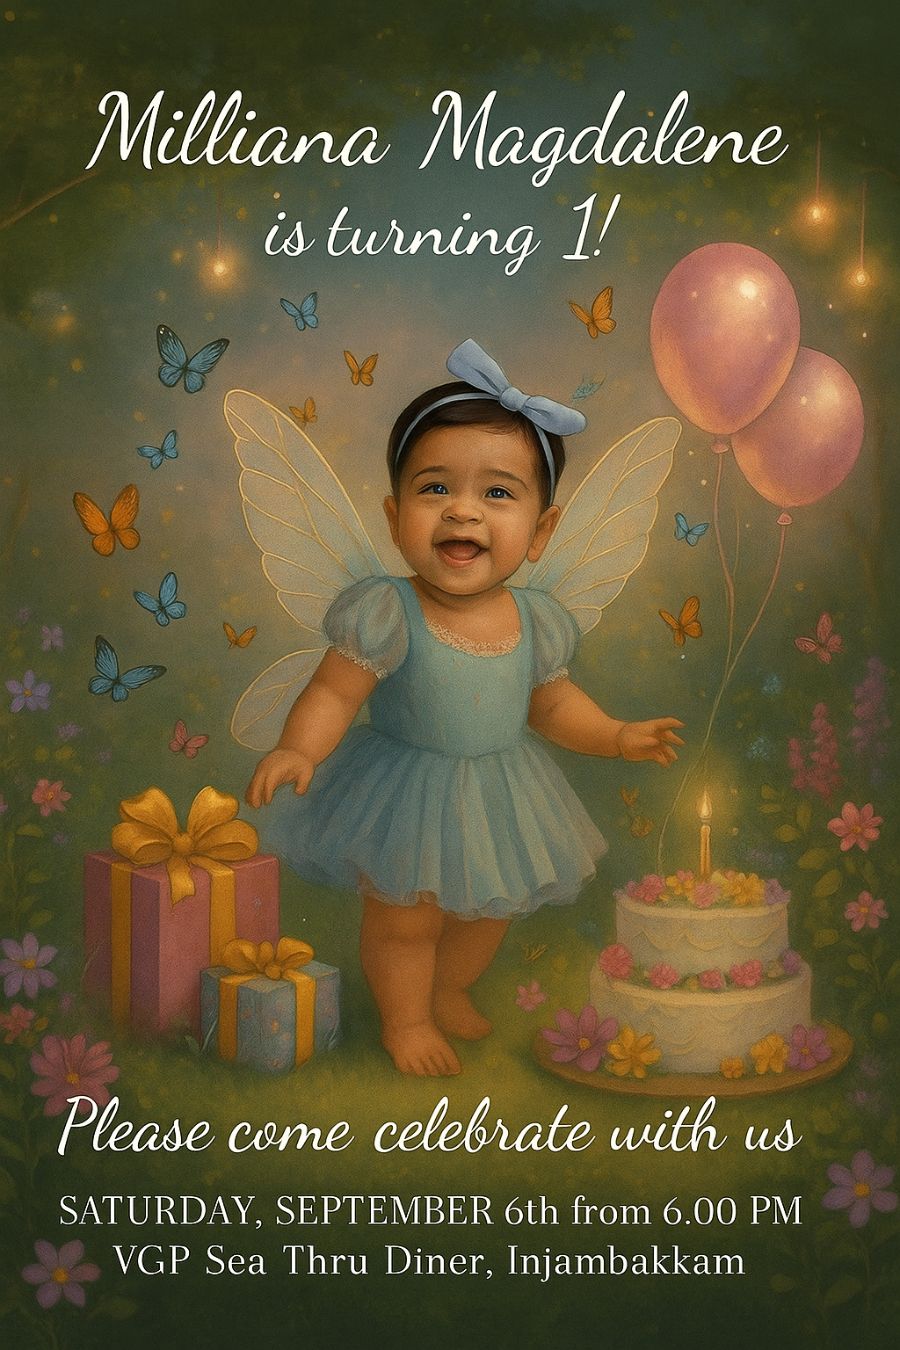 Milliana Magdalene
is turning 1!
Please come celebrate with us
SATURDAY, SEPTEMBER 6th from 6.00 PM
VGP Sea Thru Diner, Injambakkam